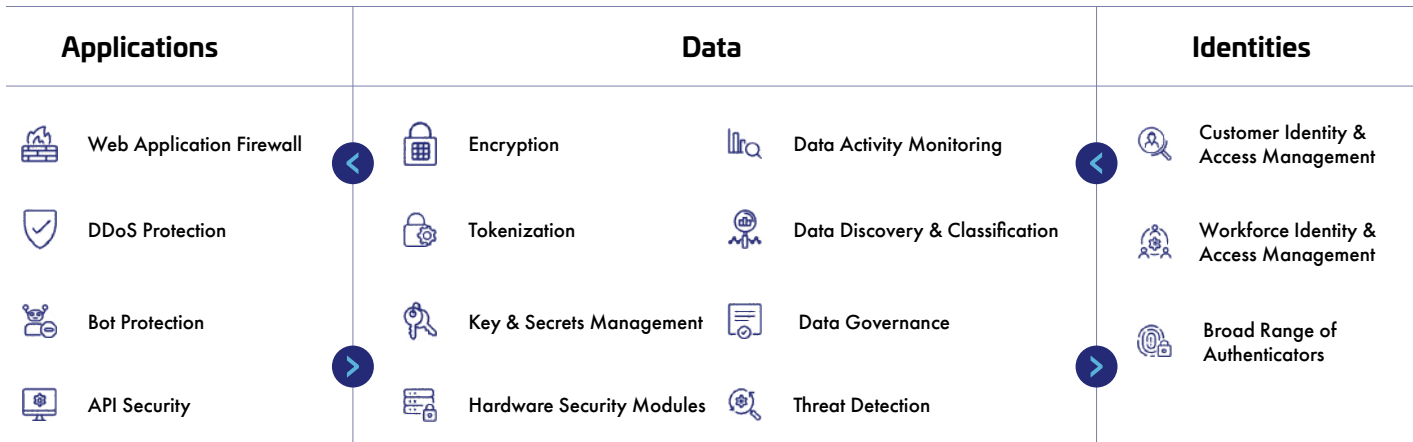 Applications
Data
Identities
Web Application Firewall
DDoS Protection
Bot Protection
API Security
Encryption
Tokenization
Key & Secrets Management
Hardware Security Modules
Data Activity Monitoring
Data Discovery & Classification
Data Governance
Threat Detection
Customer Identity &
Access Management
Workforce Identity &
Access Management
Broad Range of
Authenticators